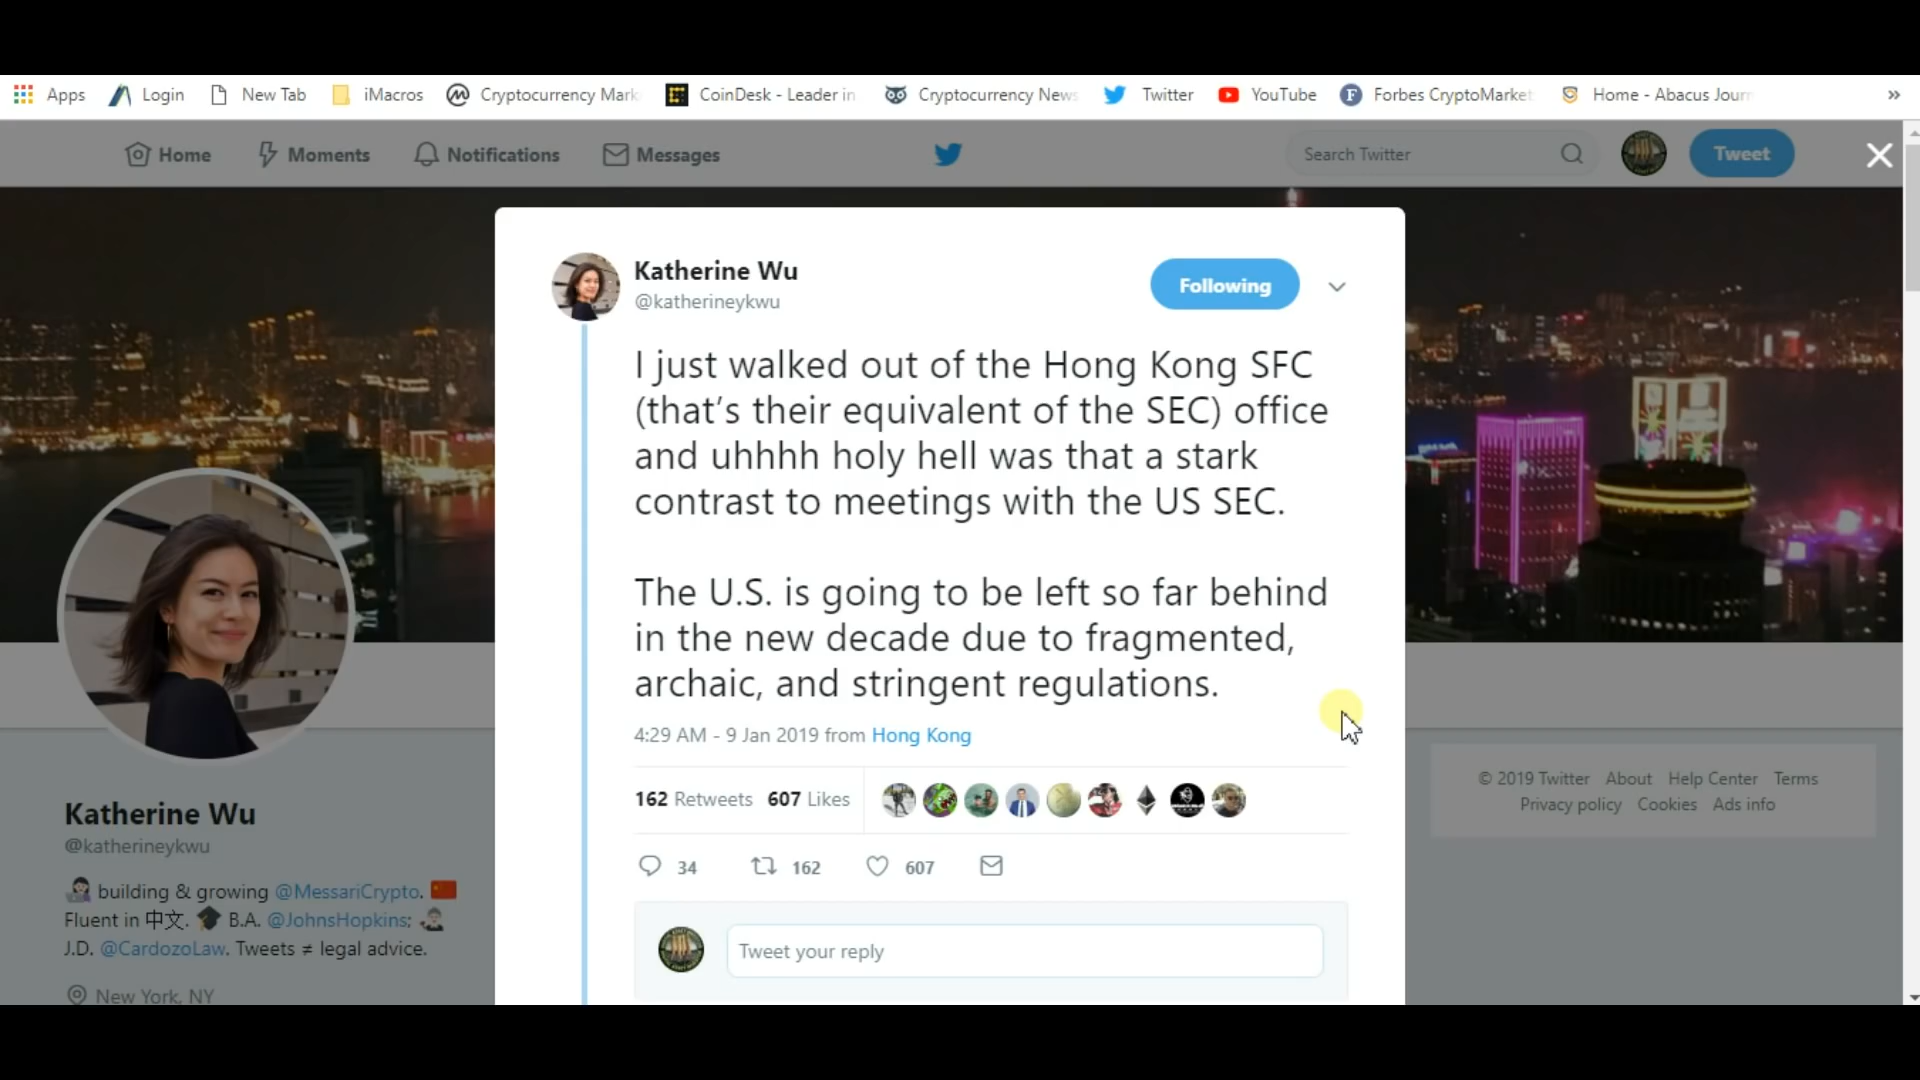 Apps Login New Tab iMacros Cryptocurrency Mark CoinDesk - Leader in Cryptocurrency News Twitter YouTube Forbes CryptoMarket Home - Abacus Journ »
Home Moments Notifications Messages Search Twitter Tweet
Katherine Wu
@katherineykwu
Following
I just walked out of the Hong Kong SFC
(that’s their equivalent of the SEC) office
and uhhhh holy hell was that a stark
contrast to meetings with the US SEC.
The U.S. is going to be left so far behind
in the new decade due to fragmented,
archaic, and stringent regulations.
4:29 AM - 9 Jan 2019 from Hong Kong
162 Retweets 607 Likes
34 162 607
Tweet your reply
Katherine Wu
@katherineykwu
building & growing @MessariCrypto.
Fluent in 中文. B.A. @JohnsHopkins;
J.D. @CardozoLaw. Tweets ≠ legal advice.
New York, NY
© 2019 Twitter About Help Center Terms
Privacy policy Cookies Ads info